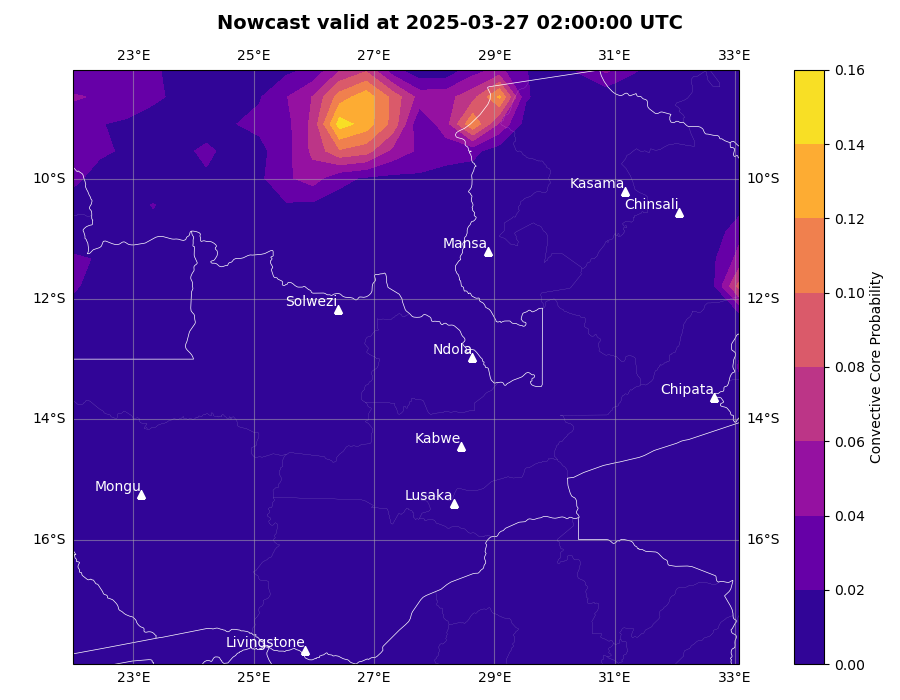 Nowcast valid at 2025-03-27 02:00:00 UTC
23°E 25°E 27°E 29°E 31°E 33°E
0.16
0.14
0.12
0.10
0.08
0.06
0.04
0.02
0.00
Convective Core Probability
10°S 10°S
12°S 12°S
14°S 14°S
16°S 16°S
Kasama
Chinsali
Mansa
Solwezi
Ndola
Chipata
Kabwe
Mongu
Lusaka
Livingstone
23°E 25°E 27°E 29°E 31°E 33°E